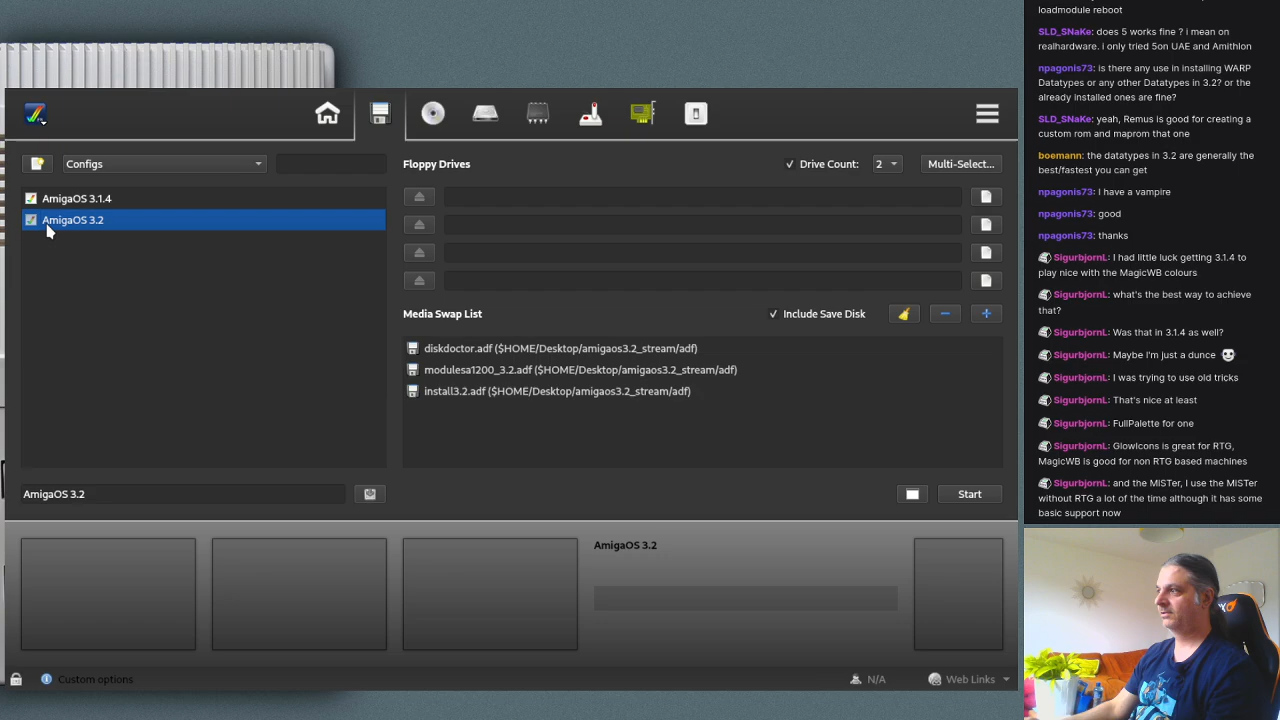 Configs
AmigaOS 3.1.4
AmigaOS 3.2
AmigaOS 3.2
Floppy Drives
Drive Count:
2
Multi-Select...
Media Swap List
Include Save Disk
diskdoctor.adf ($HOME/Desktop/amigaos3.2_stream/adf)
modulesa1200_3.2.adf ($HOME/Desktop/amigaos3.2_stream/adf)
install3.2.adf ($HOME/Desktop/amigaos3.2_stream/adf)
Start
AmigaOS 3.2
Custom options
N/A
Web Links
loadmodule reboot
SLD_SNaKe: does 5 works fine ? i mean on
realhardware. i only tried 5on UAE and Amithlon
npagonis73: is there any use in installing WARP
Datatypes or any other Datatypes in 3.2? or the
already installed ones are fine?
SLD_SNaKe: yeah, Remus is good for creating a
custom rom and maprom that one
boemann: the datatypes in 3.2 are generally the
best/fastest you can get
npagonis73: I have a vampire
npagonis73: good
npagonis73: thanks
SigurbjornL: I had little luck getting 3.1.4 to
play nice with the MagicWB colours
SigurbjornL: what's the best way to achieve
that?
SigurbjornL: Was that in 3.1.4 as well?
SigurbjornL: Maybe I'm just a dunce
SigurbjornL: I was trying to use old tricks
SigurbjornL: That's nice at least
SigurbjornL: FullPalette for one
SigurbjornL: GlowIcons is great for RTG,
MagicWB is good for non RTG based machines
SigurbjornL: and the MiSTer, I use the MiSTer
without RTG a lot of the time although it has some
basic support now